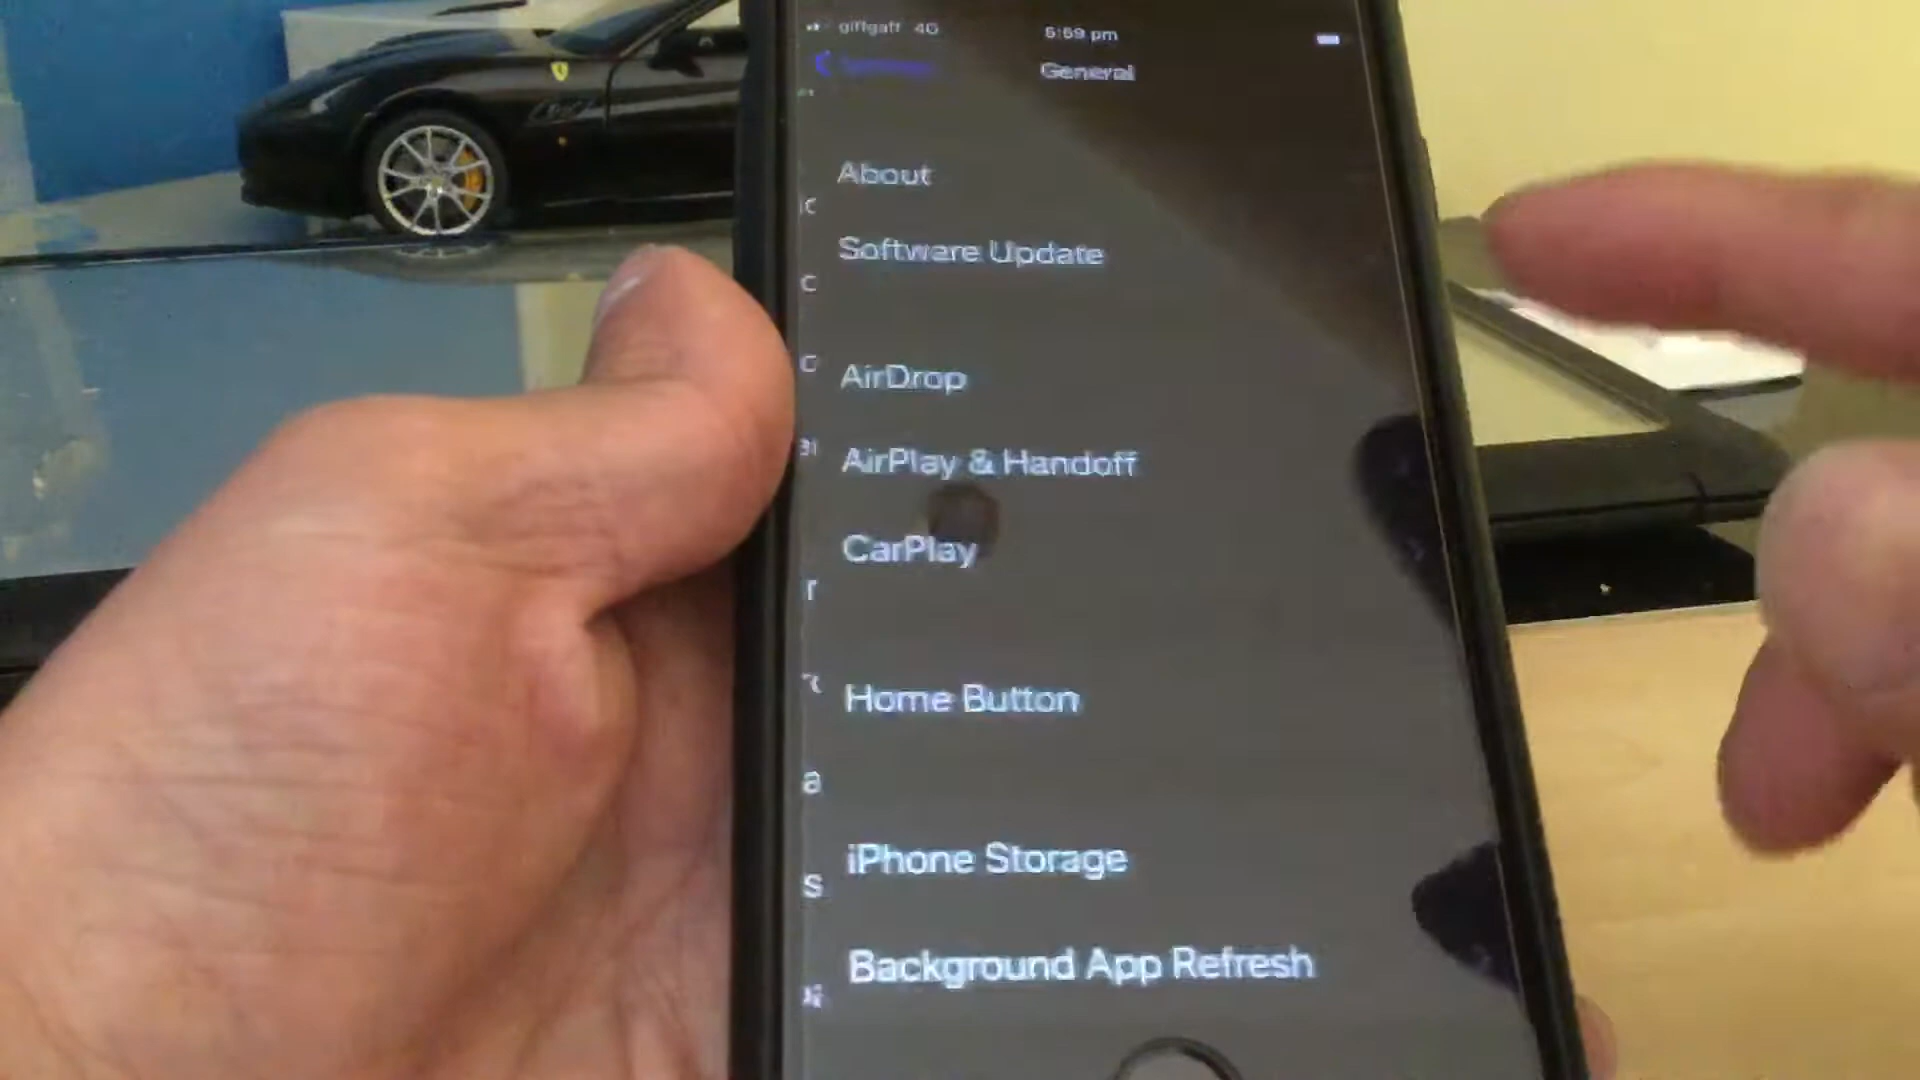 giffgaff 4G
5:59 pm
General
About
Software Update
AirDrop
AirPlay & Handoff
CarPlay
Home Button
iPhone Storage
Background App Refresh